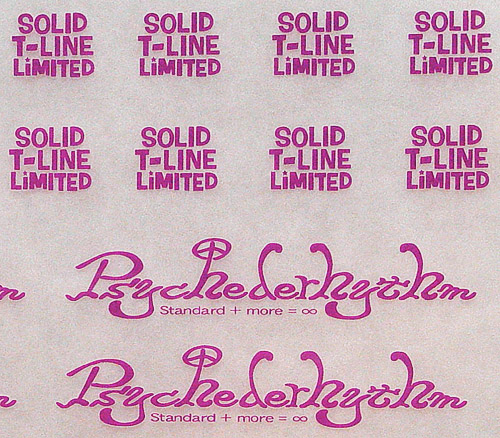 SOLID SOLID SOLID SOLID
T-LINE T-LINE T-LINE T-LINE
LiMITED LiMITED LiMITED LiMITED
SOLID SOLID SOLID SOLID
T-LINE T-LINE T-LINE T-LINE
LiMITED LiMITED LiMITED LiMITED
m Psychederhythm
Standard + more = ∞
Psychederhythm
Standard + more = ∞